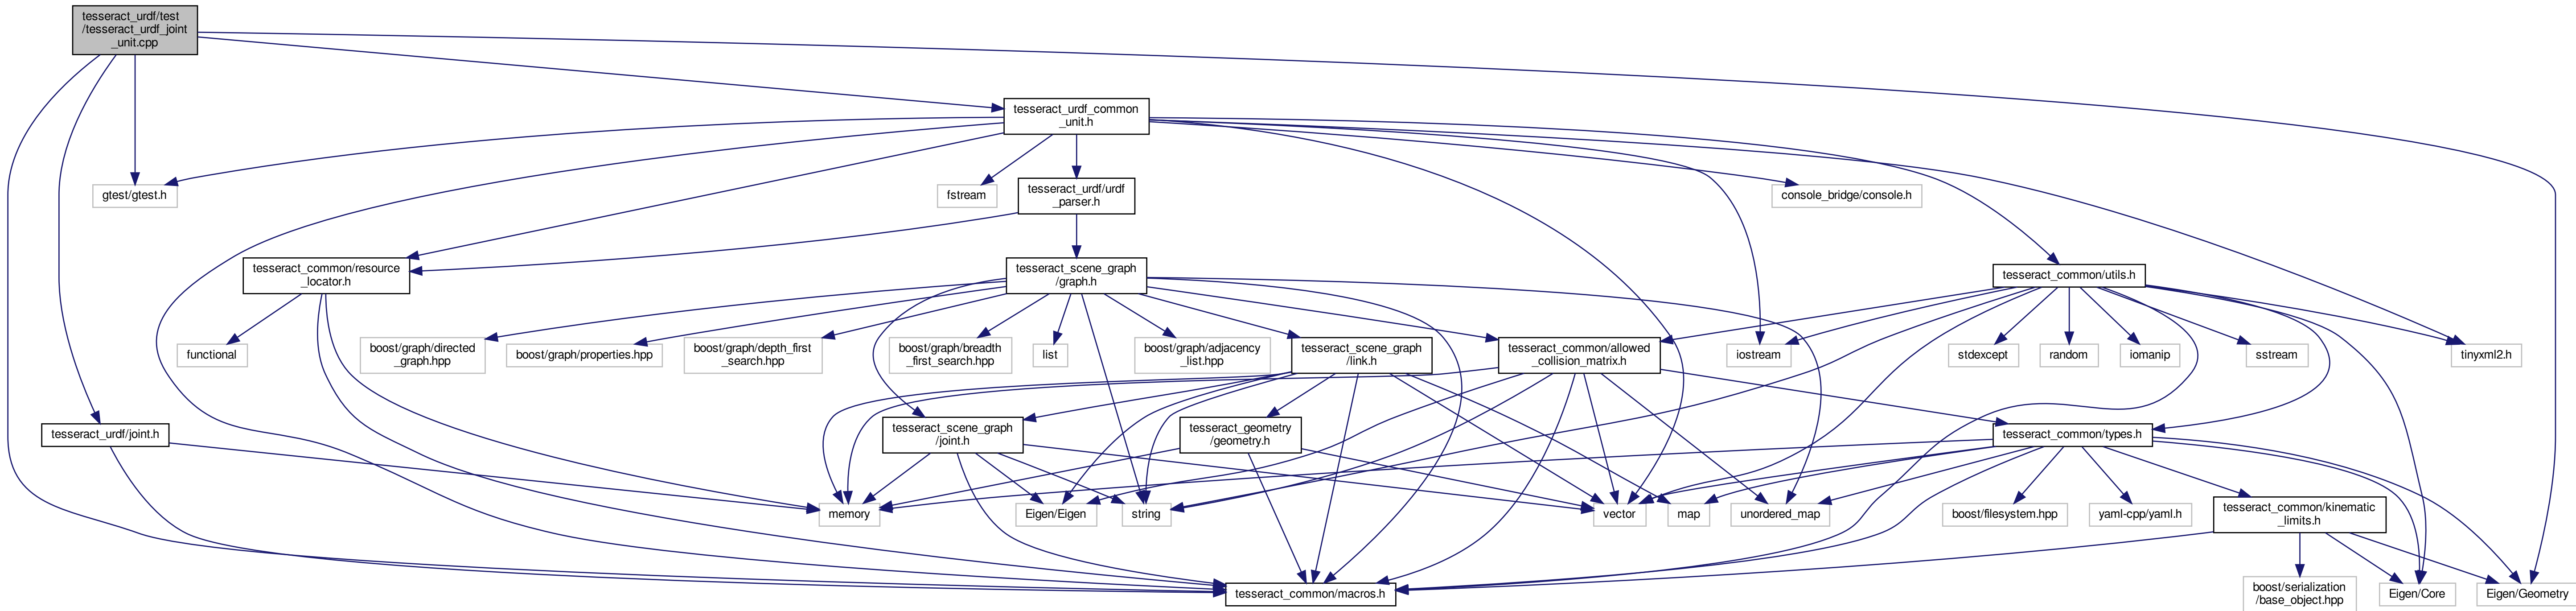 tesseract_urdf/test
/tesseract_urdf_joint
_unit.cpp
tesseract_urdf_common
_unit.h
gtest/gtest.h
fstream
tesseract_urdf/urdf
_parser.h
console_bridge/console.h
tesseract_common/resource
_locator.h
tesseract_scene_graph
/graph.h
tesseract_common/utils.h
functional
boost/graph/directed
_graph.hpp
boost/graph/properties.hpp
boost/graph/depth_first
_search.hpp
boost/graph/breadth
_first_search.hpp
list
boost/graph/adjacency
_list.hpp
tesseract_scene_graph
/link.h
tesseract_common/allowed
_collision_matrix.h
iostream
stdexcept
random
iomanip
sstream
tinyxml2.h
tesseract_urdf/joint.h
tesseract_scene_graph
/joint.h
tesseract_geometry
/geometry.h
tesseract_common/types.h
memory
Eigen/Eigen
string
vector
map
unordered_map
boost/filesystem.hpp
yaml-cpp/yaml.h
tesseract_common/kinematic
_limits.h
tesseract_common/macros.h
boost/serialization
/base_object.hpp
Eigen/Core
Eigen/Geometry